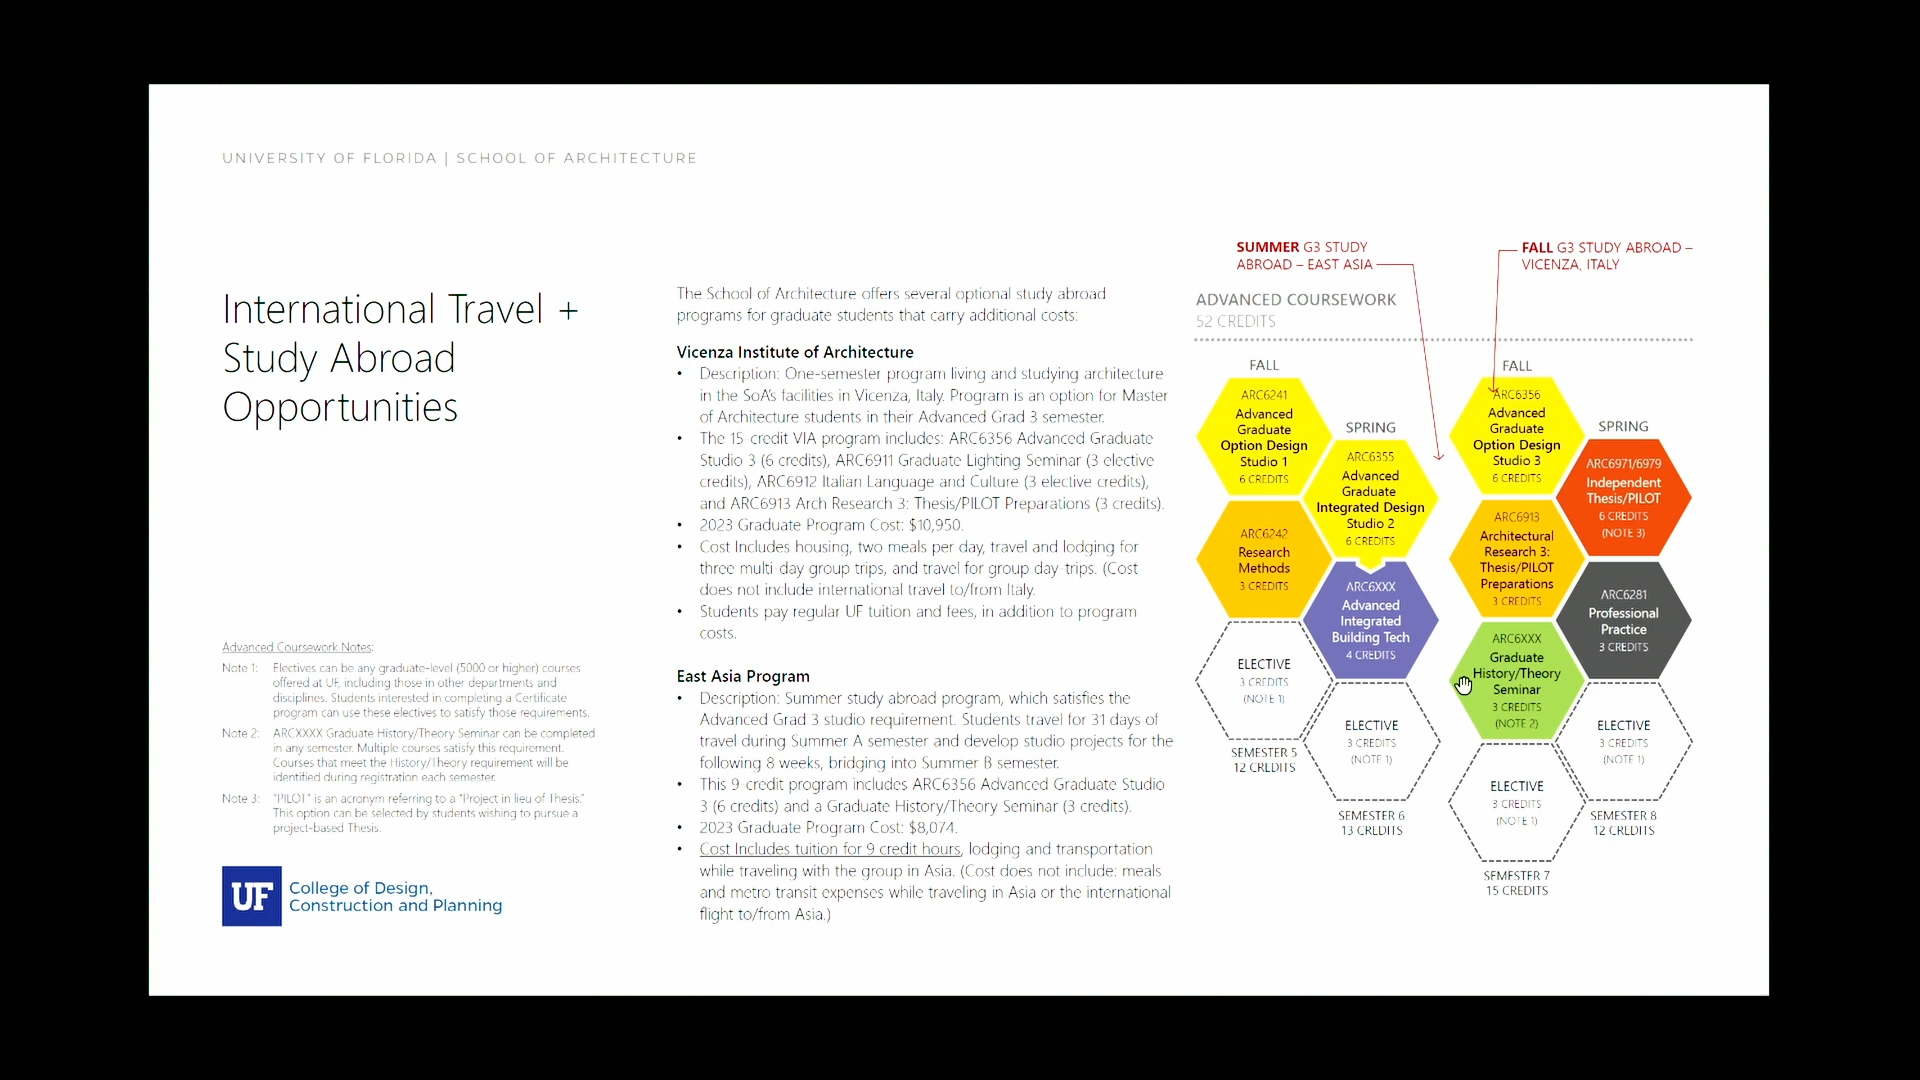 UNIVERSITY OF FLORIDA | SCHOOL OF ARCHITECTURE
International Travel +
Study Abroad
Opportunities
Advanced Coursework Notes:
Note 1: Electives can be any graduate-level (5000 or higher) courses
offered at UF, including those in other departments and
disciplines. Students interested in completing a Certificate
program can use these electives to satisfy those requirements.
Note 2: ARCXXXX Graduate History/Theory Seminar can be completed
in any semester. Multiple courses satisfy this requirement.
Courses that meet the History/Theory requirement will be
identified during registration each semester.
Note 3: "PILOT" is an acronym referring to a "Project in lieu of Thesis."
This option can be selected by students wishing to pursue a
project-based Thesis.
UF College of Design,
Construction and Planning
The School of Architecture offers several optional study abroad
programs for graduate students that carry additional costs:
Vicenza Institute of Architecture
• Description: One-semester program living and studying architecture
in the SoA's facilities in Vicenza, Italy. Program is an option for Master
of Architecture students in their Advanced Grad 3 semester.
• The 15-credit VIA program includes: ARC6356 Advanced Graduate
Studio 3 (6 credits), ARC6911 Graduate Lighting Seminar (3 elective
credits), ARC6912 Italian Language and Culture (3 elective credits),
and ARC6913 Arch Research 3: Thesis/PILOT Preparations (3 credits).
• 2023 Graduate Program Cost: $10,950.
• Cost Includes housing, two meals per day, travel and lodging for
three multi-day group trips, and travel for group day-trips. (Cost
does not include international travel to/from Italy.
• Students pay regular UF tuition and fees, in addition to program
costs.
East Asia Program
• Description: Summer study abroad program, which satisfies the
Advanced Grad 3 studio requirement. Students travel for 31 days of
travel during Summer A semester and develop studio projects for the
following 8 weeks, bridging into Summer B semester.
• This 9-credit program includes ARC6356 Advanced Graduate Studio
3 (6 credits) and a Graduate History/Theory Seminar (3 credits).
• 2023 Graduate Program Cost: $8,074.
• Cost Includes tuition for 9 credit hours, lodging and transportation
while traveling with the group in Asia. (Cost does not include: meals
and metro transit expenses while traveling in Asia or the international
flight to/from Asia.)
SUMMER G3 STUDY
ABROAD – EAST ASIA
FALL G3 STUDY ABROAD –
VICENZA, ITALY
ADVANCED COURSEWORK
52 CREDITS
FALL
ARC6241
Advanced
Graduate
Option Design
Studio 1
6 CREDITS
ARC6242
Research
Methods
3 CREDITS
ELECTIVE
3 CREDITS
(NOTE 1)
SEMESTER 5
12 CREDITS
SPRING
ARC6355
Advanced
Graduate
Integrated Design
Studio 2
6 CREDITS
ARC6XXX
Advanced
Integrated
Building Tech
4 CREDITS
ELECTIVE
3 CREDITS
(NOTE 1)
SEMESTER 6
13 CREDITS
FALL
ARC6356
Advanced
Graduate
Option Design
Studio 3
6 CREDITS
ARC6913
Architectural
Research 3:
Thesis/PILOT
Preparations
3 CREDITS
ARC6XXX
Graduate
History/Theory
Seminar
3 CREDITS
(NOTE 2)
ELECTIVE
3 CREDITS
(NOTE 1)
SEMESTER 7
15 CREDITS
SPRING
ARC6971/6979
Independent
Thesis/PILOT
6 CREDITS
(NOTE 3)
ARC6281
Professional
Practice
3 CREDITS
ELECTIVE
3 CREDITS
(NOTE 1)
SEMESTER 8
12 CREDITS